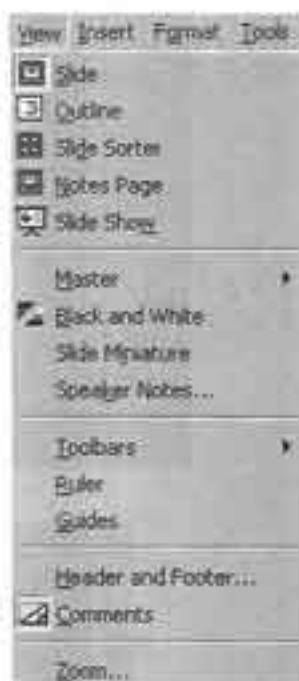 View Insert Format Tools
Slide
Outline
Slide Sorter
Notes Page
Slide Show
Master
Black and White
Slide Miniature
Speaker Notes...
Toolbars
Ruler
Guides
Header and Footer...
Comments
Zoom...